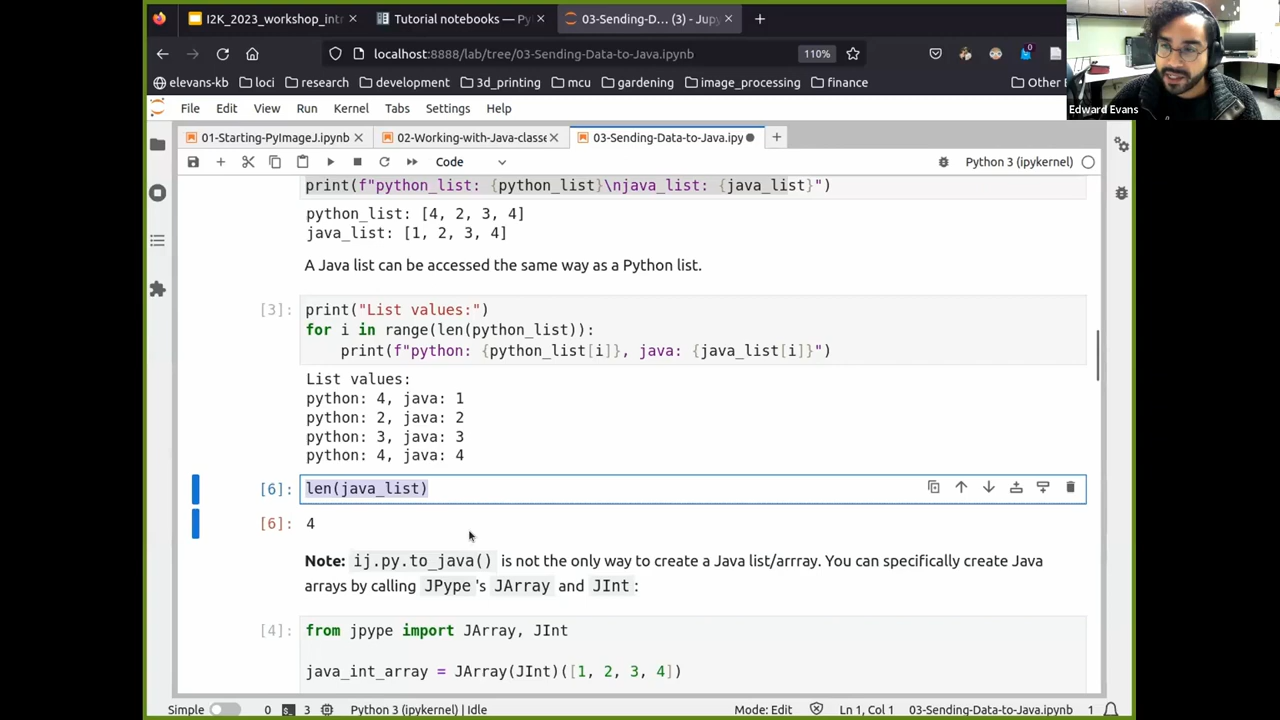 I2K_2023_workshop_intr
Tutorial notebooks — Py
03-Sending-D… (3) - Jupy
localhost:8888/lab/tree/03-Sending-Data-to-Java.ipynb
110%
0
elevans-kb
loci
research
mcu
3d_printing
gardening
image_processing
finance
Other
Edward Evans
File
Edit
View
Run
Kernel
Tabs
Settings
Help
01-Starting-PyImageJ.ipynb
02-Working-with-Java-classe
03-Sending-Data-to-Java.ipy
Code
Python 3 (ipykernel)
print(f"python_list: {python_list}\njava_list: {java_list}")
python_list: [4, 2, 3, 4]
java_list: [1, 2, 3, 4]
A Java list can be accessed the same way as a Python list.
[3]: print("List values:")
for i in range(len(python_list)):
print(f"python: {python_list[i]}, java: {java_list[i]}")
List values:
python: 4, java: 1
python: 2, java: 2
python: 3, java: 3
python: 4, java: 4
[6]: len(java_list)
[6]: 4
Note: ij.py.to_java() is not the only way to create a Java list/arrray. You can specifically create Java
arrays by calling JPype 's JArray and JInt :
[4]: from jpype import JArray, JInt
java_int_array = JArray(JInt)([1, 2, 3, 4])
Simple 0 3 Python 3 (ipykernel) | Idle Mode: Edit Ln 1, Col 1 03-Sending-Data-to-Java.ipynb 1